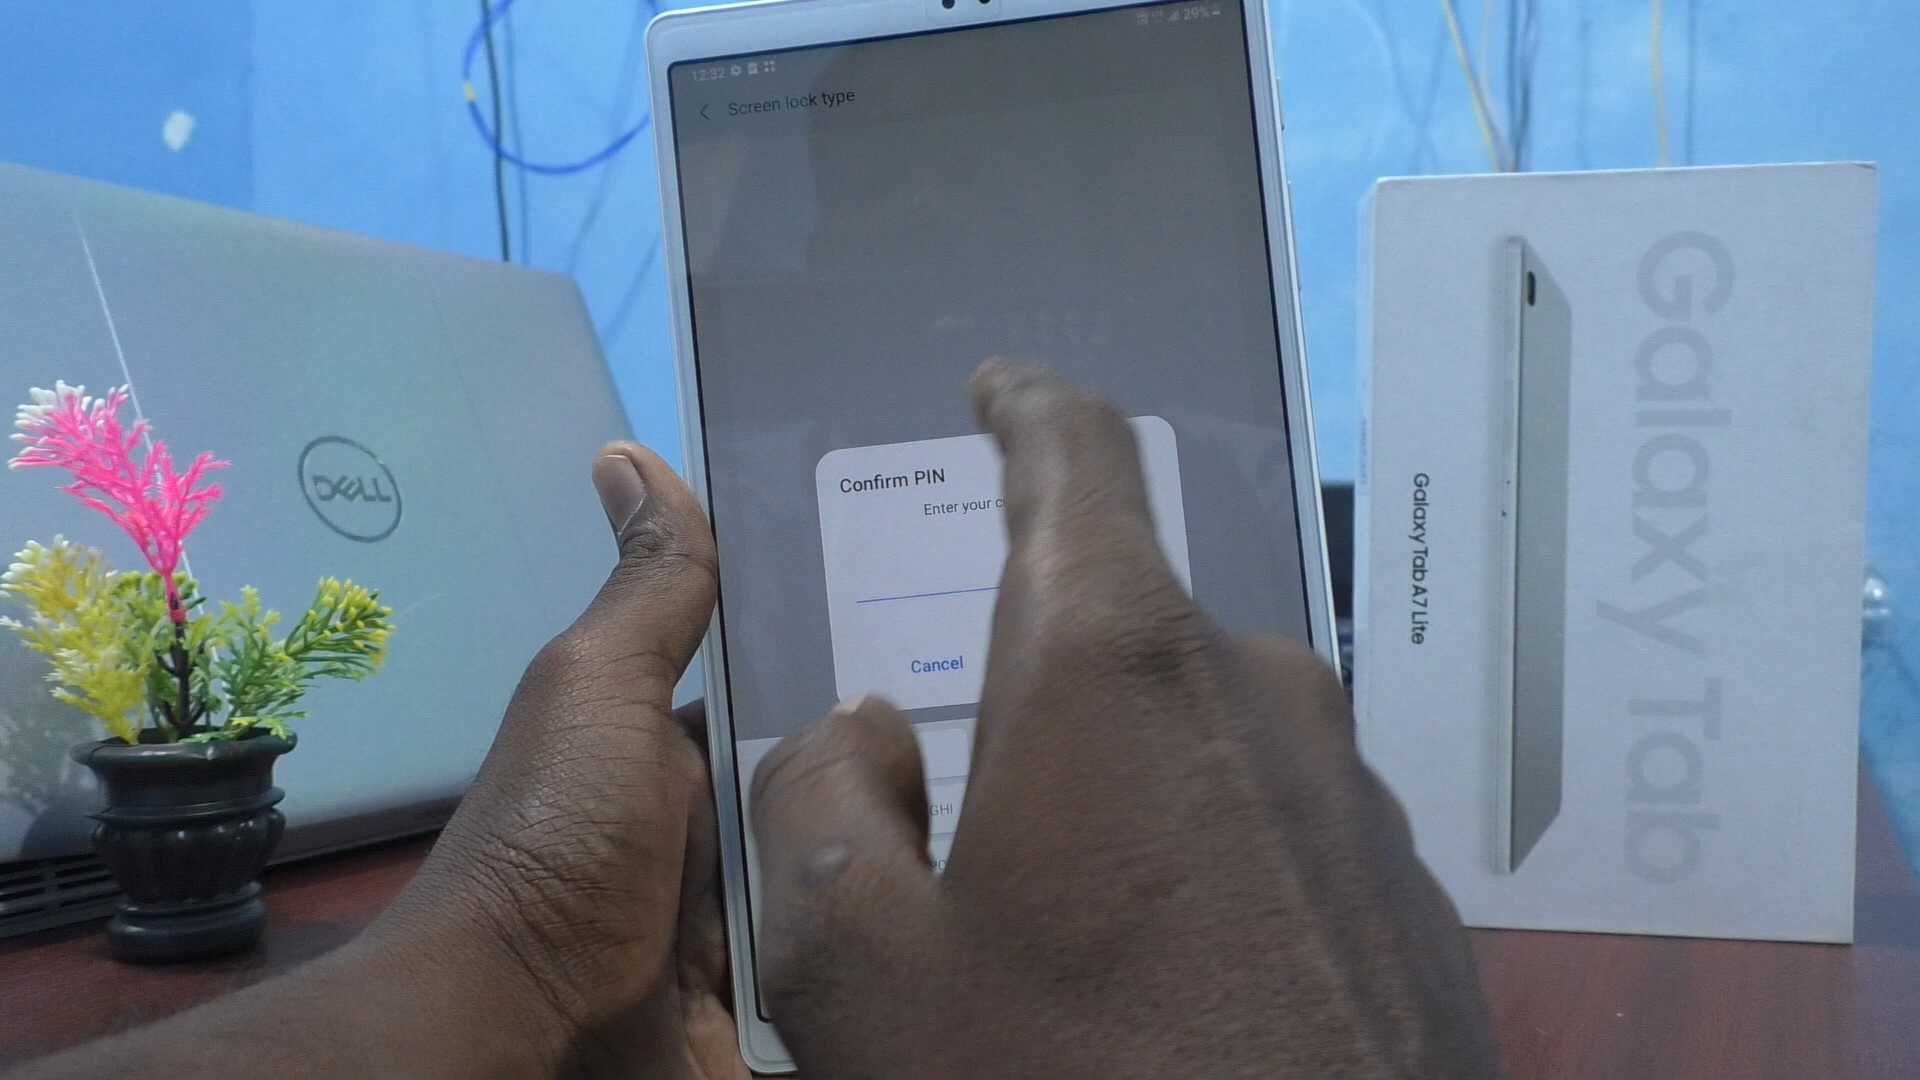 12:32
29%
Screen lock type
Confirm PIN
Enter your
Cancel
GHI
DELL
Galaxy Tab A7 Lite
Galaxy Tab